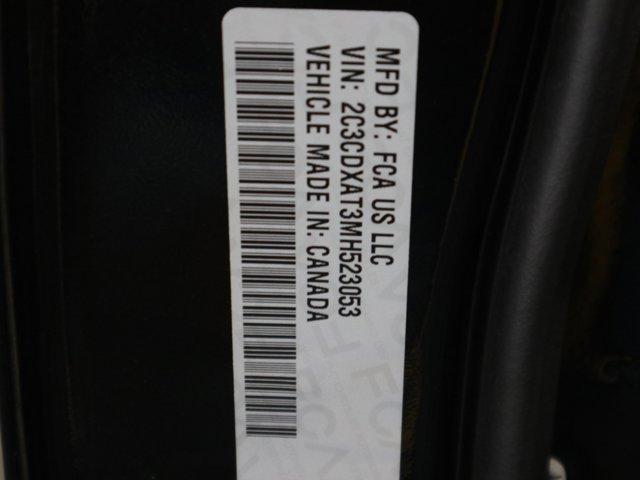 MFD BY: FCA US LLC
VIN: 2C3CDXAT3MH523053
VEHICLE MADE IN: CANADA